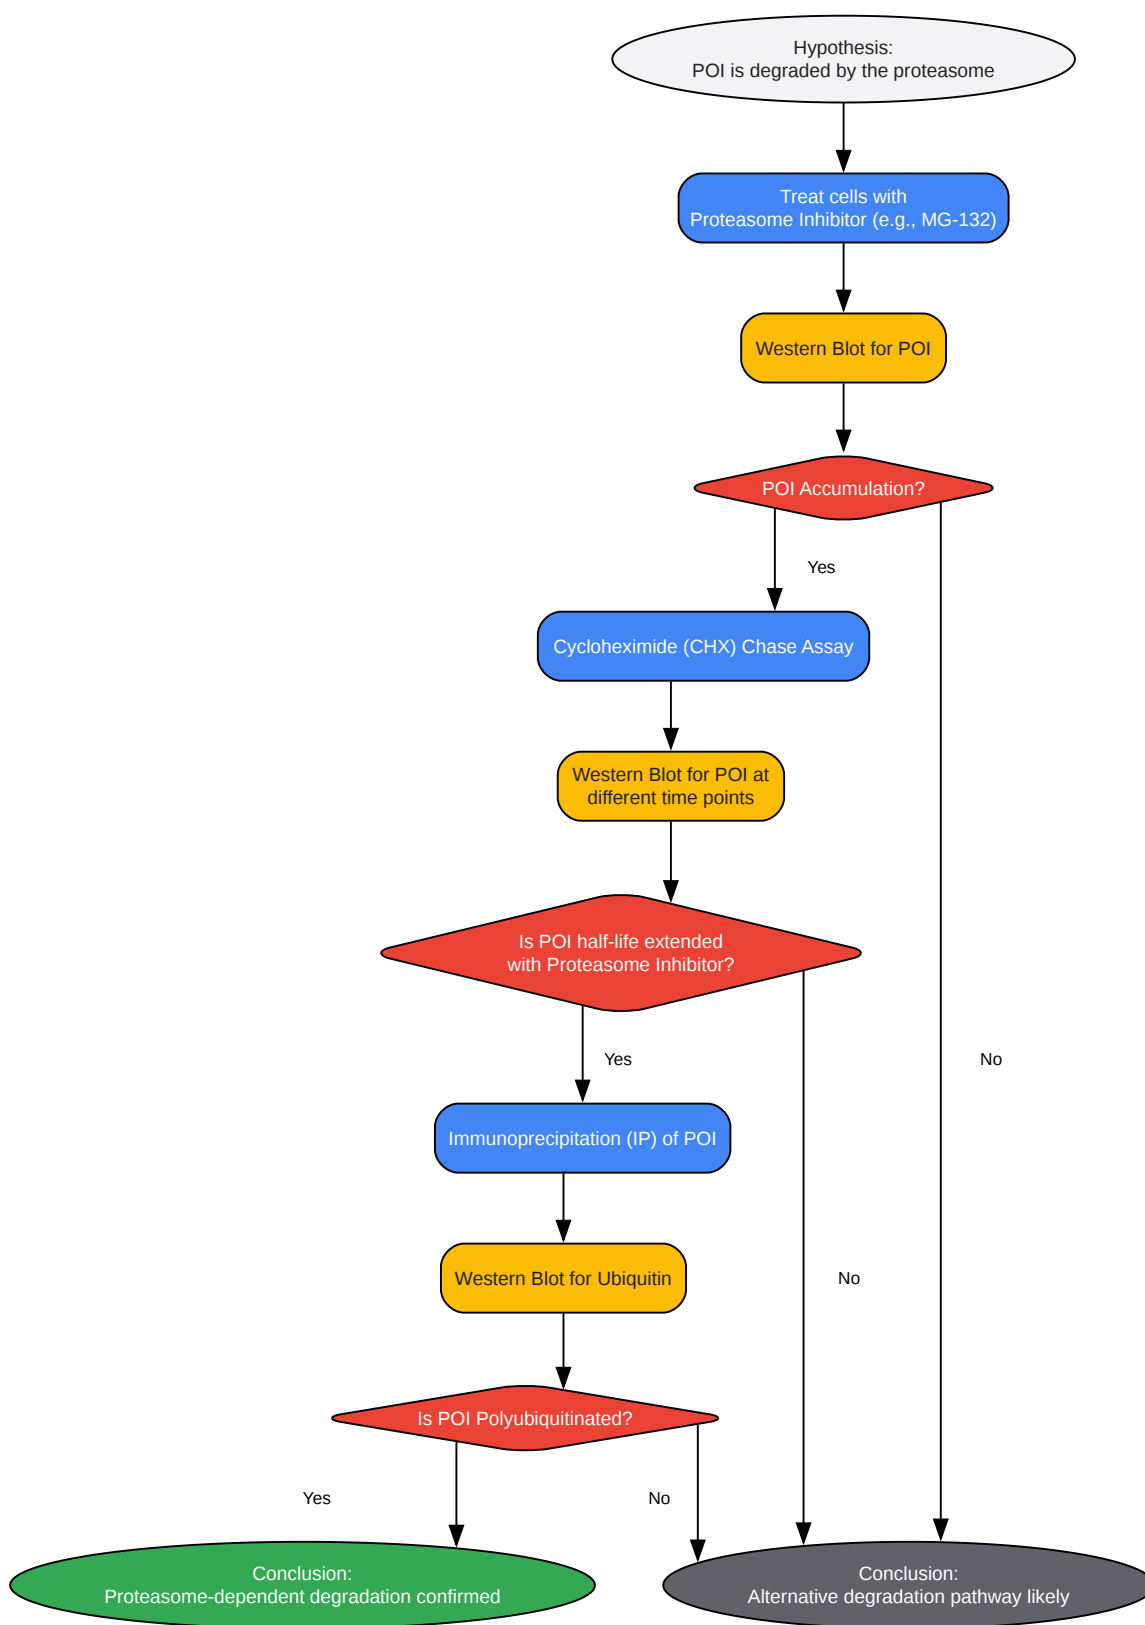 Hypothesis:
POI is degraded by the proteasome
Treat cells with
Proteasome Inhibitor (e.g., MG-132)
Western Blot for POI
POI Accumulation?
Yes
Cycloheximide (CHX) Chase Assay
Western Blot for POI at
different time points
Is POI half-life extended
with Proteasome Inhibitor?
Yes
No
Immunoprecipitation (IP) of POI
Western Blot for Ubiquitin
No
Is POI Polyubiquitinated?
Yes
No
Conclusion:
Proteasome-dependent degradation confirmed
Conclusion:
Alternative degradation pathway likely